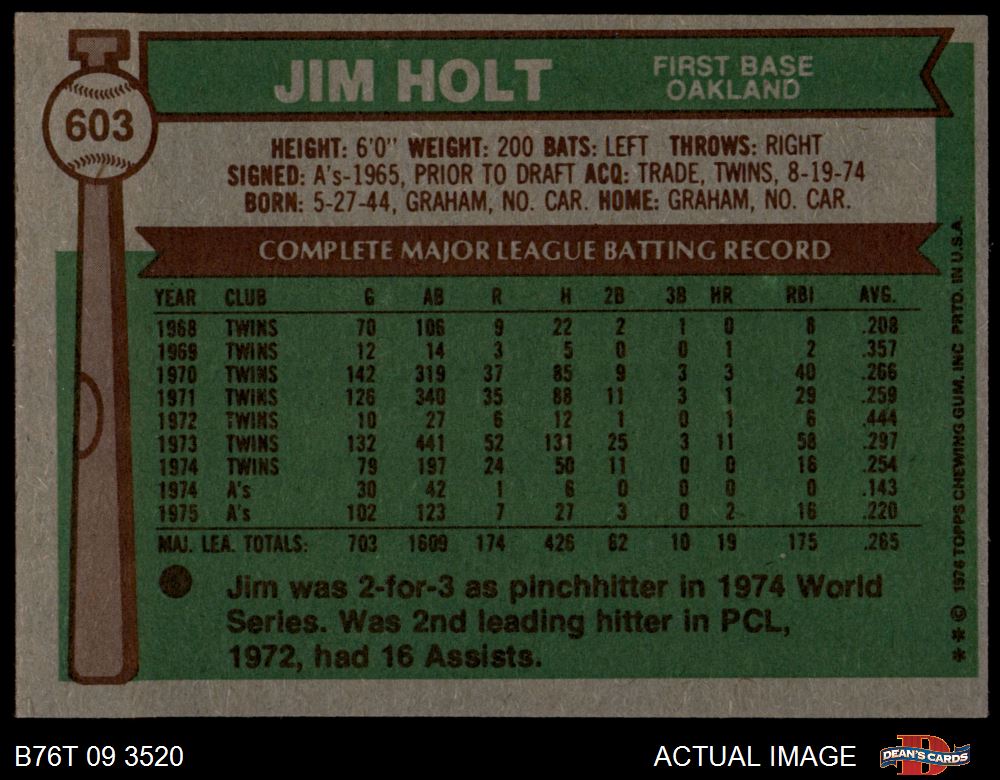 603
JIM HOLT
FIRST BASE
OAKLAND
HEIGHT: 6'0" WEIGHT: 200 BATS: LEFT THROWS: RIGHT
SIGNED: A's-1965, PRIOR TO DRAFT ACQ: TRADE, TWINS, 8-19-74
BORN: 5-27-44, GRAHAM, NO. CAR. HOME: GRAHAM, NO. CAR.
COMPLETE MAJOR LEAGUE BATTING RECORD
YEAR CLUB G AB R H 2B 3B HR RBI AVG.
1968 TWINS 70 106 9 22 2 1 0 8 .208
1969 TWINS 12 14 3 5 0 0 1 2 .357
1970 TWINS 142 319 37 85 9 3 3 40 .266
1971 TWINS 126 340 35 88 11 3 1 29 .259
1972 TWINS 10 27 6 12 1 0 1 6 .444
1973 TWINS 132 441 52 131 25 3 11 58 .297
1974 TWINS 79 197 24 50 11 0 0 16 .254
1974 A's 30 42 1 6 0 0 0 0 .143
1975 A's 102 123 7 27 3 0 2 16 .220
MAJ. LEA. TOTALS: 703 1609 174 426 62 10 19 175 .265
Jim was 2-for-3 as pinchhitter in 1974 World
Series. Was 2nd leading hitter in PCL,
1972, had 16 Assists.
* * © 1976 TOPPS CHEWING GUM, INC PRTD. IN U.S.A.
B76T 09 3520
ACTUAL IMAGE
DEAN'S CARDS